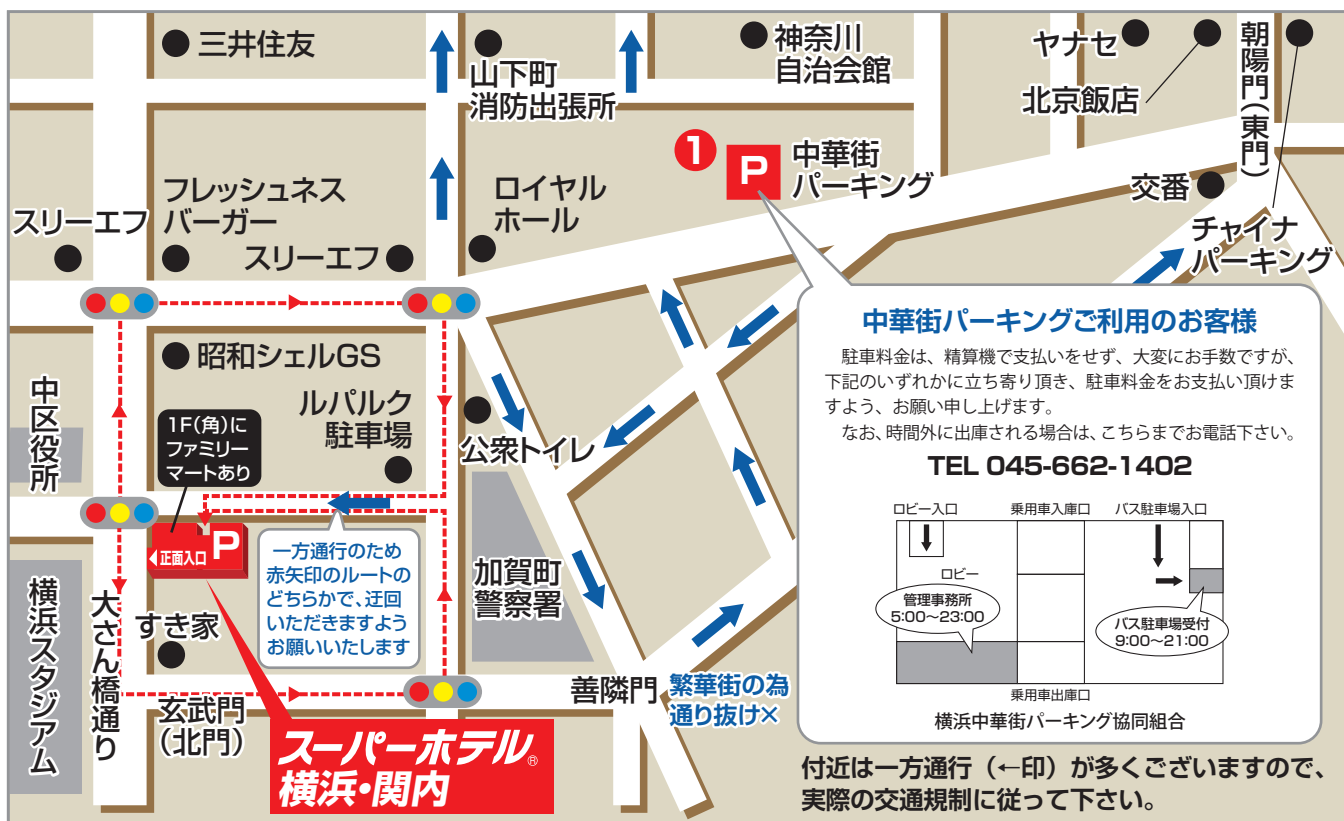 三井住友
山下町
消防出張所
神奈川
自治会館
ヤナセ
北京飯店
朝陽門(東門)
1
P
中華街
パーキング
交番
チャイナ
パーキング
スリーエフ
フレッシュネス
バーガー
スリーエフ
ロイヤル
ホール
昭和シェルGS
中区役所
1F(角)に
ファミリー
マートあり
ルパルク
駐車場
公衆トイレ
正面入口
P
一方通行のため
赤矢印のルートの
どちらかで、迂回
いただきますよう
お願いいたします
加賀町
警察署
横浜スタジアム
大さん橋通り
すき家
玄武門
(北門)
善隣門
繁華街の為
通り抜け×
スーパーホテル®
横浜・関内
中華街パーキングご利用のお客様
駐車料金は、精算機で支払いをせず、大変にお手数ですが、
下記のいずれかに立ち寄り頂き、駐車料金をお支払い頂けま
すよう、お願い申し上げます。
なお、時間外に出庫される場合は、こちらまでお電話下さい。
TEL 045-662-1402
ロビー入口
乗用車入庫口
バス駐車場入口
ロビー
管理事務所
5:00～23:00
バス駐車場受付
9:00～21:00
乗用車出庫口
横浜中華街パーキング協同組合
付近は一方通行（←印）が多くございますので、
実際の交通規制に従って下さい。